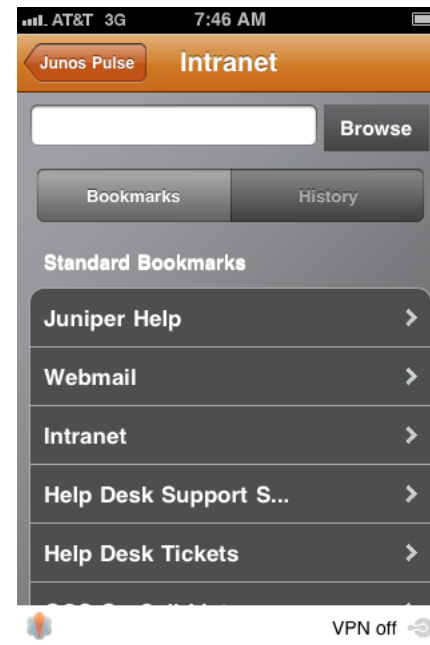 AT&T 3G 7:46 AM
Junos Pulse Intranet
Browse
Bookmarks History
Standard Bookmarks
Juniper Help
Webmail
Intranet
Help Desk Support S...
Help Desk Tickets
VPN off